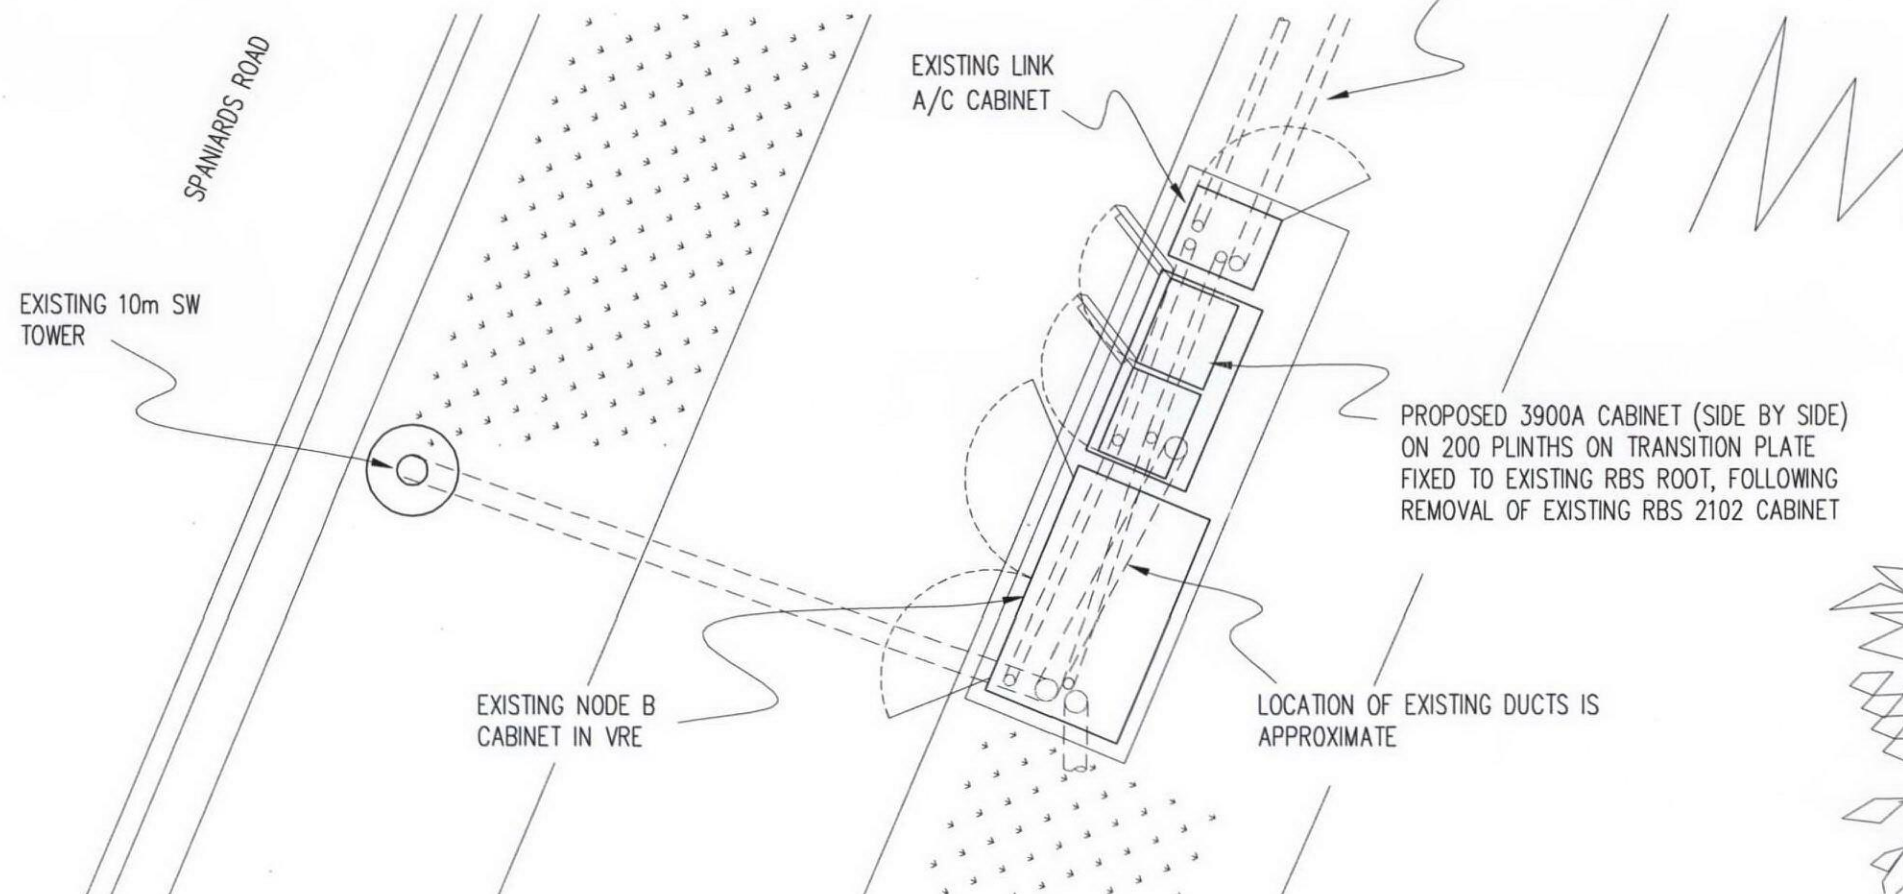 SPANIARDS ROAD
EXISTING LINK
A/C CABINET
EXISTING 10m SW
TOWER
PROPOSED 3900A CABINET (SIDE BY SIDE)
ON 200 PLINTHS ON TRANSITION PLATE
FIXED TO EXISTING RBS ROOT, FOLLOWING
REMOVAL OF EXISTING RBS 2102 CABINET
EXISTING NODE B
CABINET IN VRE
LOCATION OF EXISTING DUCTS IS
APPROXIMATE